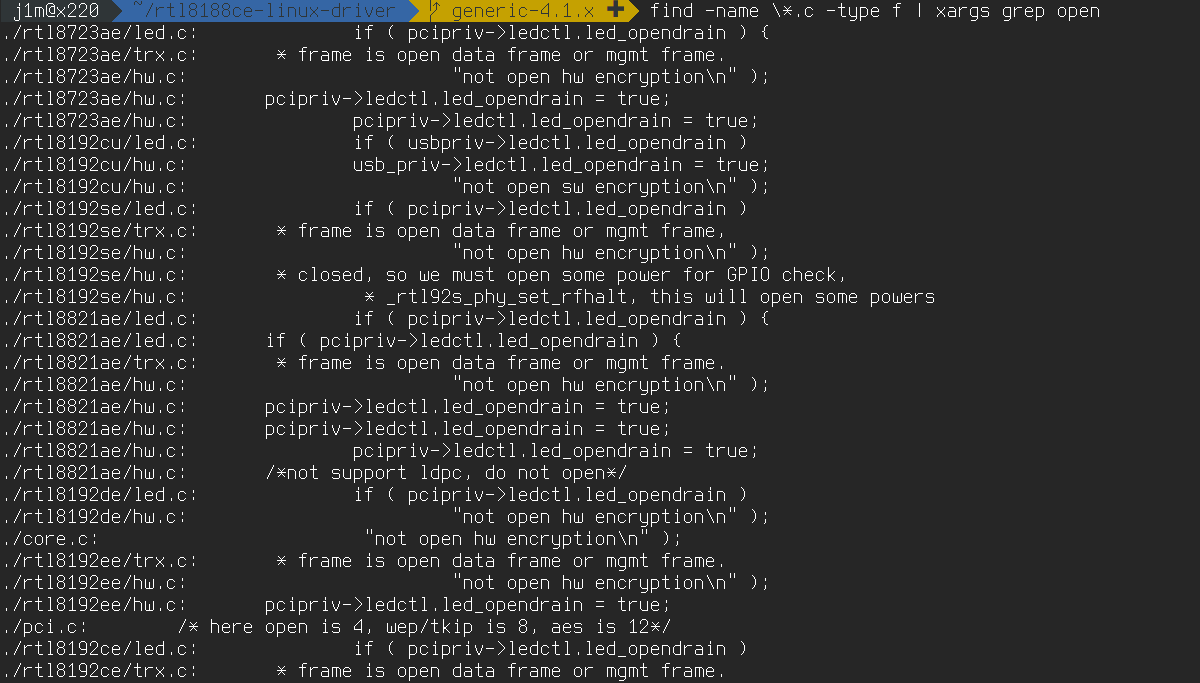 j1m@x220 ~/rtl8188ce-linux-driver generic-4.1.x ✚ find -name \*.c -type f | xargs grep open
./rtl8723ae/led.c:              if ( pcipriv->ledctl.led_opendrain ) {
./rtl8723ae/trx.c:       * frame is open data frame or mgmt frame.
./rtl8723ae/hw.c:                        "not open hw encryption\n" );
./rtl8723ae/hw.c:       pcipriv->ledctl.led_opendrain = true;
./rtl8723ae/hw.c:               pcipriv->ledctl.led_opendrain = true;
./rtl8192cu/led.c:              if ( usbpriv->ledctl.led_opendrain )
./rtl8192cu/hw.c:               usb_priv->ledctl.led_opendrain = true;
./rtl8192cu/hw.c:                        "not open sw encryption\n" );
./rtl8192se/led.c:              if ( pcipriv->ledctl.led_opendrain )
./rtl8192se/trx.c:       * frame is open data frame or mgmt frame,
./rtl8192se/hw.c:                        "not open hw encryption\n" );
./rtl8192se/hw.c:        * closed, so we must open some power for GPIO check,
./rtl8192se/hw.c:                * _rtl92s_phy_set_rfhalt, this will open some powers
./rtl8821ae/led.c:              if ( pcipriv->ledctl.led_opendrain ) {
./rtl8821ae/led.c:      if ( pcipriv->ledctl.led_opendrain ) {
./rtl8821ae/trx.c:       * frame is open data frame or mgmt frame.
./rtl8821ae/hw.c:                        "not open hw encryption\n" );
./rtl8821ae/hw.c:       pcipriv->ledctl.led_opendrain = true;
./rtl8821ae/hw.c:       pcipriv->ledctl.led_opendrain = true;
./rtl8821ae/hw.c:               pcipriv->ledctl.led_opendrain = true;
./rtl8821ae/hw.c:       /*not support ldpc, do not open*/
./rtl8192de/led.c:              if ( pcipriv->ledctl.led_opendrain )
./rtl8192de/hw.c:                        "not open hw encryption\n" );
./core.c:                        "not open hw encryption\n" );
./rtl8192ee/trx.c:       * frame is open data frame or mgmt frame.
./rtl8192ee/hw.c:                        "not open hw encryption\n" );
./rtl8192ee/hw.c:       pcipriv->ledctl.led_opendrain = true;
./pci.c:        /* here open is 4, wep/tkip is 8, aes is 12*/
./rtl8192ce/led.c:              if ( pcipriv->ledctl.led_opendrain )
./rtl8192ce/trx.c:       * frame is open data frame or mgmt frame.